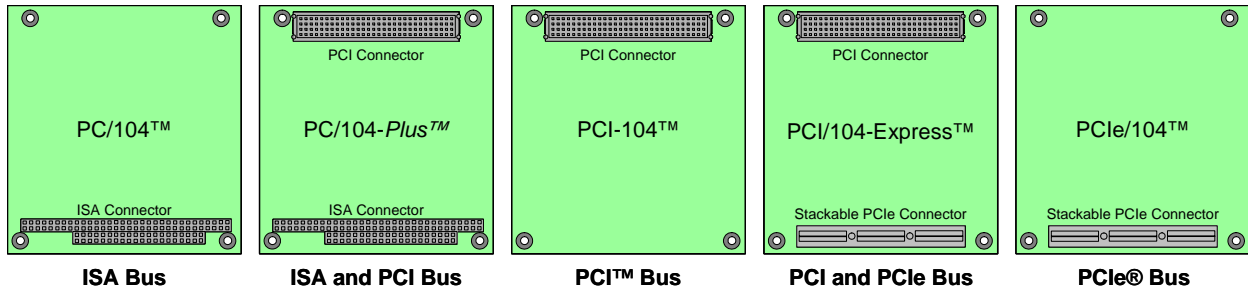 PC/104™
ISA Connector
ISA Bus
PCI Connector
PC/104-Plus™
ISA Connector
ISA and PCI Bus
PCI Connector
PCI-104™
PCI™ Bus
PCI Connector
PCI/104-Express™
Stackable PCIe Connector
PCI and PCIe Bus
PCIe/104™
Stackable PCIe Connector
PCIe® Bus